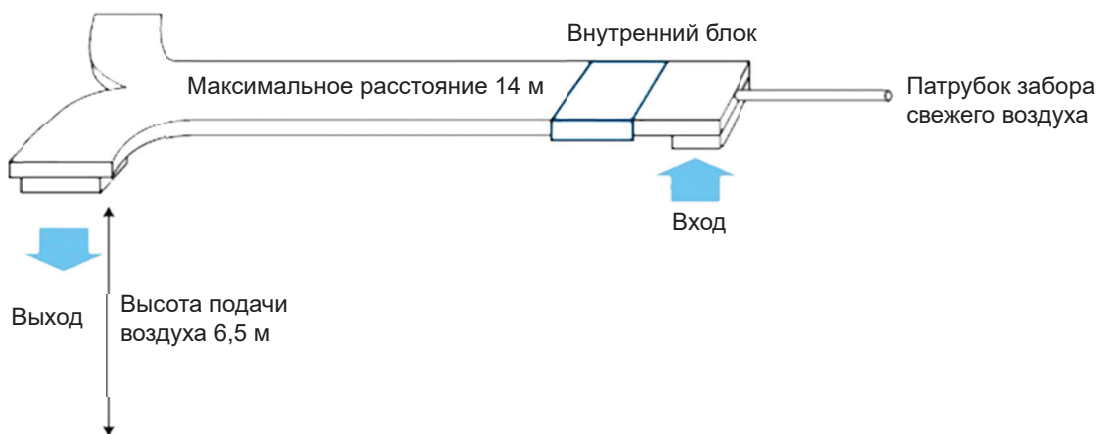 Внутренний блок
Максимальное расстояние 14 м
Патрубок забора
свежего воздуха
Вход
Выход
Высота подачи
воздуха 6,5 м